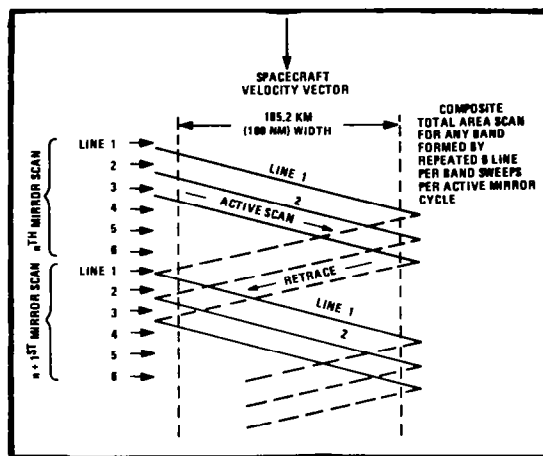 SPACECRAFT
VELOCITY VECTOR
185.2 KM
(100 NM) WIDTH
COMPOSITE
TOTAL AREA SCAN
FOR ANY BAND
FORMED BY
REPEATED 6 LINE
PER BAND SWEEPS
PER ACTIVE MIRROR
CYCLE
nTH MIRROR SCAN
LINE 1
2
3
4
5
6
LINE 1
2
ACTIVE SCAN
RETRACE
n + 1ST MIRROR SCAN
LINE 1
2
3
4
5
6
LINE 1
2